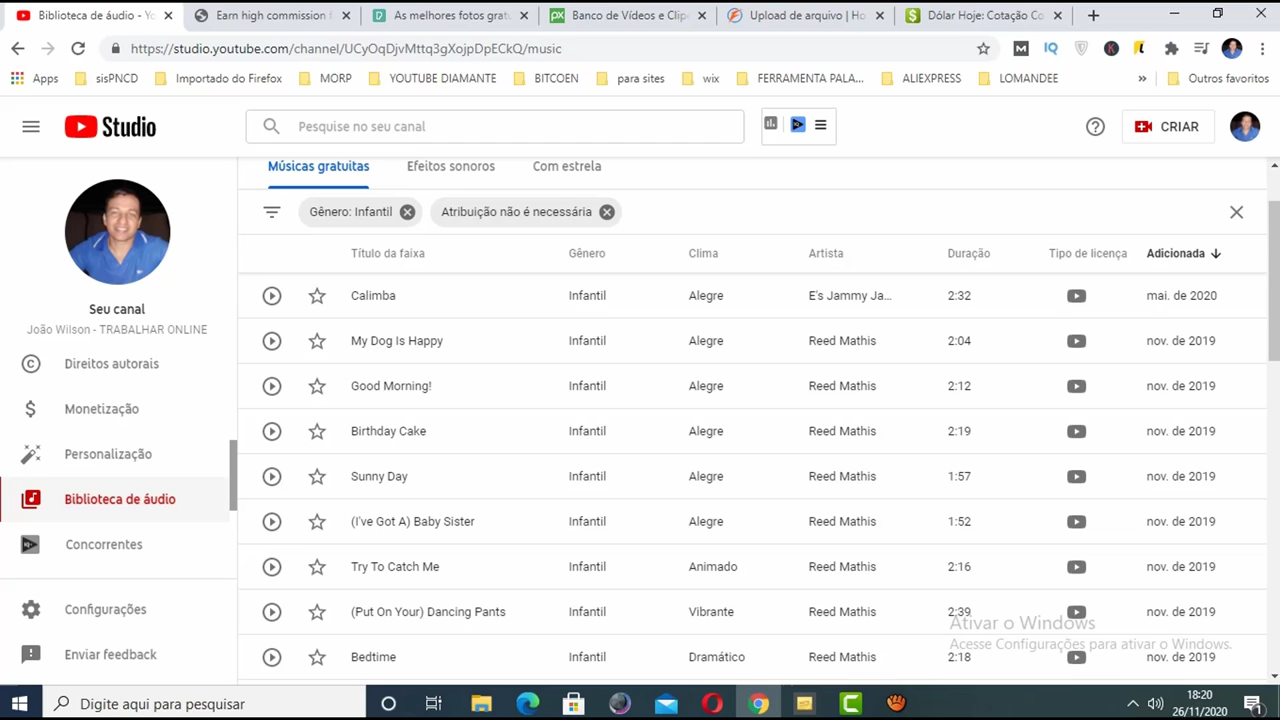 Biblioteca de áudio - Yo
Earn high commission f
As melhores fotos gratuit
Banco de Vídeos e Clipe
Upload de arquivo | Ho
Dólar Hoje: Cotação Co
https://studio.youtube.com/channel/UCyOqDjvMttq3gXojpDpECkQ/music
Apps
sisPNCD
Importado do Firefox
MORP
YOUTUBE DIAMANTE
BITCOEN
para sites
wix
FERRAMENTA PALA...
ALIEXPRESS
LOMANDEE
»
Outros favoritos
Studio
Pesquise no seu canal
CRIAR
Músicas gratuitas Efeitos sonoros Com estrela
Gênero: Infantil Atribuição não é necessária
Seu canal
João Wilson - TRABALHAR ONLINE
Direitos autorais
Monetização
Personalização
Biblioteca de áudio
Concorrentes
Configurações
Enviar feedback
Título da faixa Gênero Clima Artista Duração Tipo de licença Adicionada
Calimba Infantil Alegre E's Jammy Ja... 2:32 mai. de 2020
My Dog Is Happy Infantil Alegre Reed Mathis 2:04 nov. de 2019
Good Morning! Infantil Alegre Reed Mathis 2:12 nov. de 2019
Birthday Cake Infantil Alegre Reed Mathis 2:19 nov. de 2019
Sunny Day Infantil Alegre Reed Mathis 1:57 nov. de 2019
(I've Got A) Baby Sister Infantil Alegre Reed Mathis 1:52 nov. de 2019
Try To Catch Me Infantil Animado Reed Mathis 2:16 nov. de 2019
(Put On Your) Dancing Pants Infantil Vibrante Reed Mathis 2:39 nov. de 2019
Bedtime Infantil Dramático Reed Mathis 2:18 nov. de 2019
Ativar o Windows
Acesse Configurações para ativar o Windows.
Digite aqui para pesquisar
18:20
26/11/2020